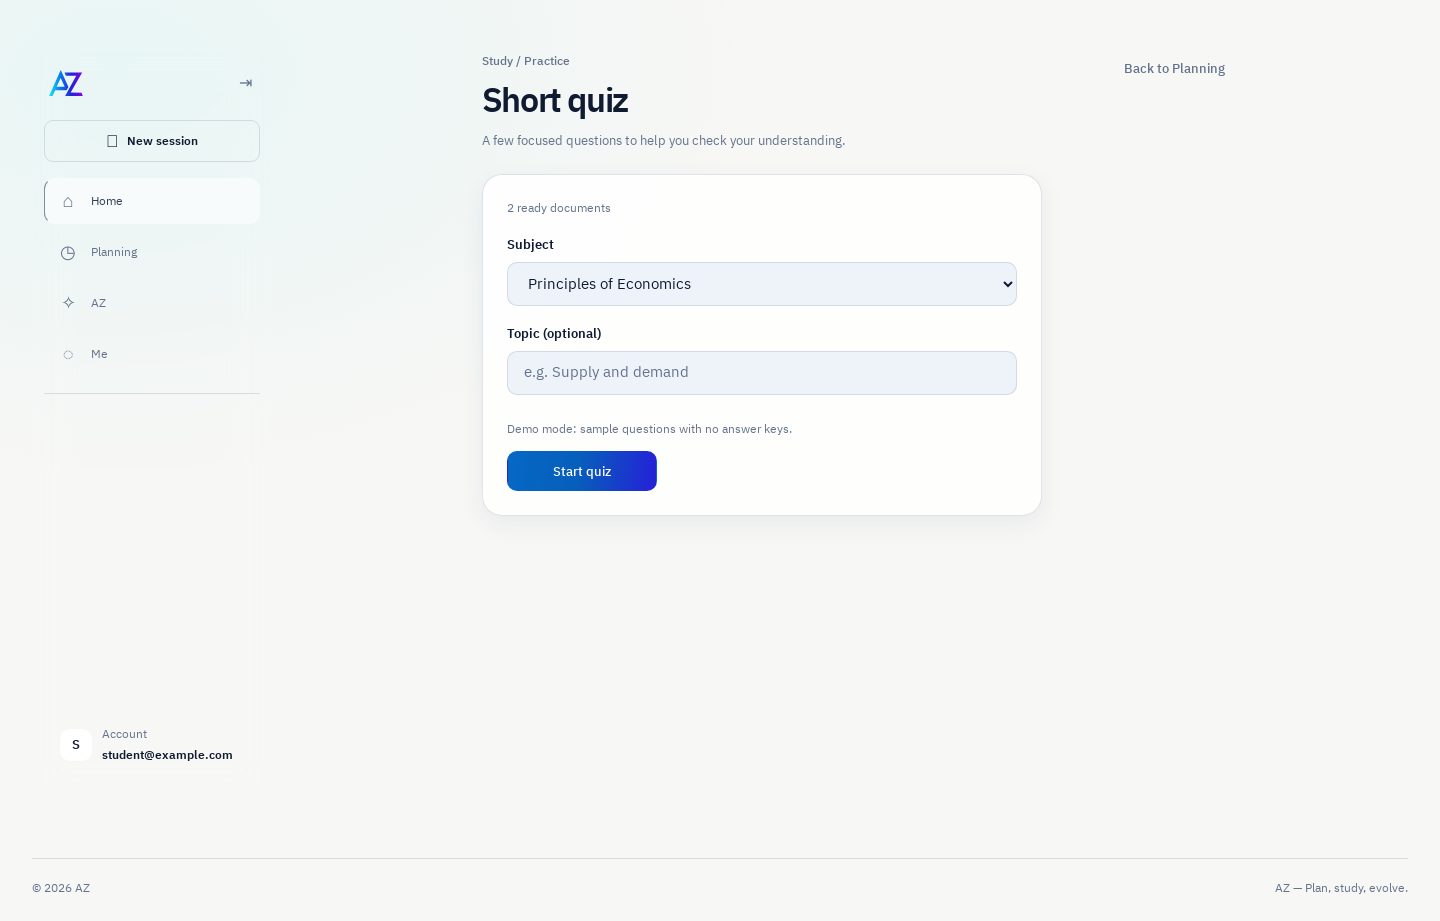 AZ
New session
Home
Planning
AZ
Me
Account
S
student@example.com
Study / Practice
Back to Planning
Short quiz
A few focused questions to help you check your understanding.
2 ready documents
Subject
Principles of Economics
Topic (optional)
e.g. Supply and demand
Demo mode: sample questions with no answer keys.
Start quiz
© 2026 AZ
AZ — Plan, study, evolve.